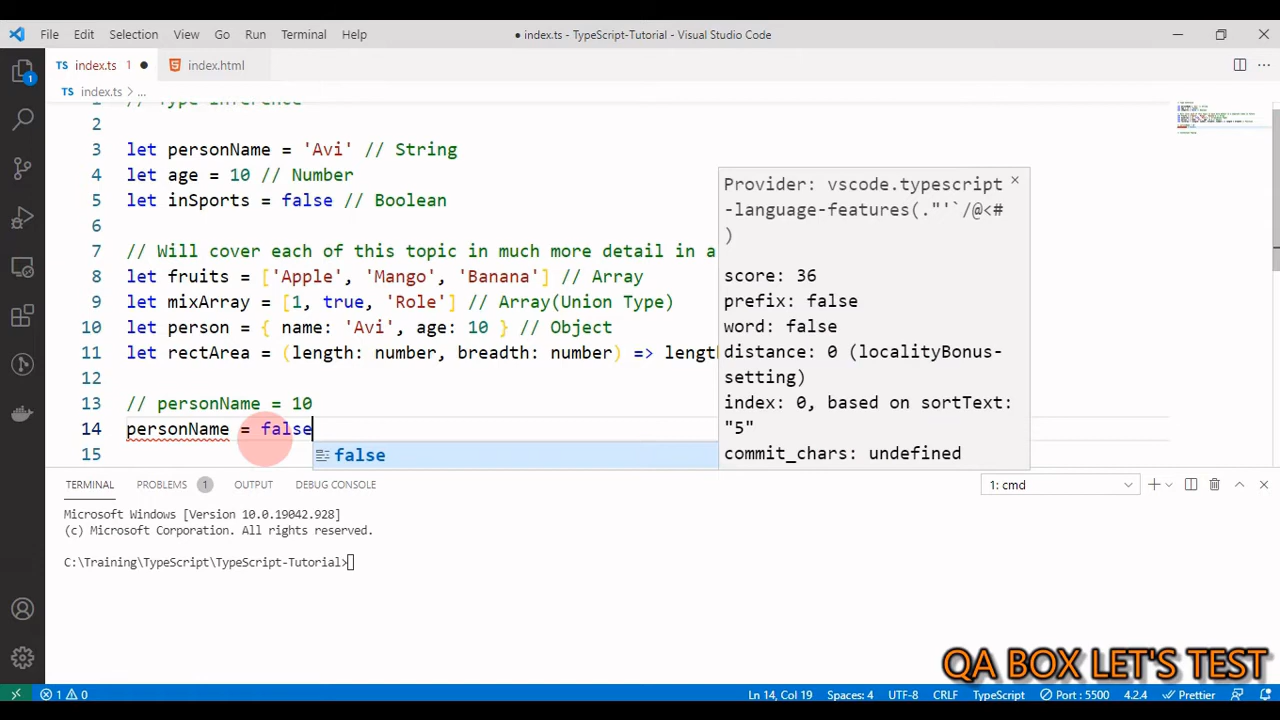 File Edit Selection View Go Run Terminal Help
● index.ts - TypeScript-Tutorial - Visual Studio Code
TS index.ts 1 ●
index.html
TS index.ts > ...
1 // Type Inference
2
3 let personName = 'Avi' // String
4 let age = 10 // Number
5 let inSports = false // Boolean
6
7 // Will cover each of this topic in much more detail in a
8 let fruits = ['Apple', 'Mango', 'Banana'] // Array
9 let mixArray = [1, true, 'Role'] // Array(Union Type)
10 let person = { name: 'Avi', age: 10 } // Object
11 let rectArea = (length: number, breadth: number) => lengt
12
13 // personName = 10
14 personName = false
15
false
Provider: vscode.typescript
-language-features(."'`/@<#
)
score: 36
prefix: false
word: false
distance: 0 (localityBonus-
setting)
index: 0, based on sortText:
"5"
commit_chars: undefined
TERMINAL PROBLEMS 1 OUTPUT DEBUG CONSOLE
1: cmd
Microsoft Windows [Version 10.0.19042.928]
(c) Microsoft Corporation. All rights reserved.
C:\Training\TypeScript\TypeScript-Tutorial>
QA BOX LET'S TEST
1 0 Ln 14, Col 19 Spaces: 4 UTF-8 CRLF TypeScript Port : 5500 4.2.4 Prettier